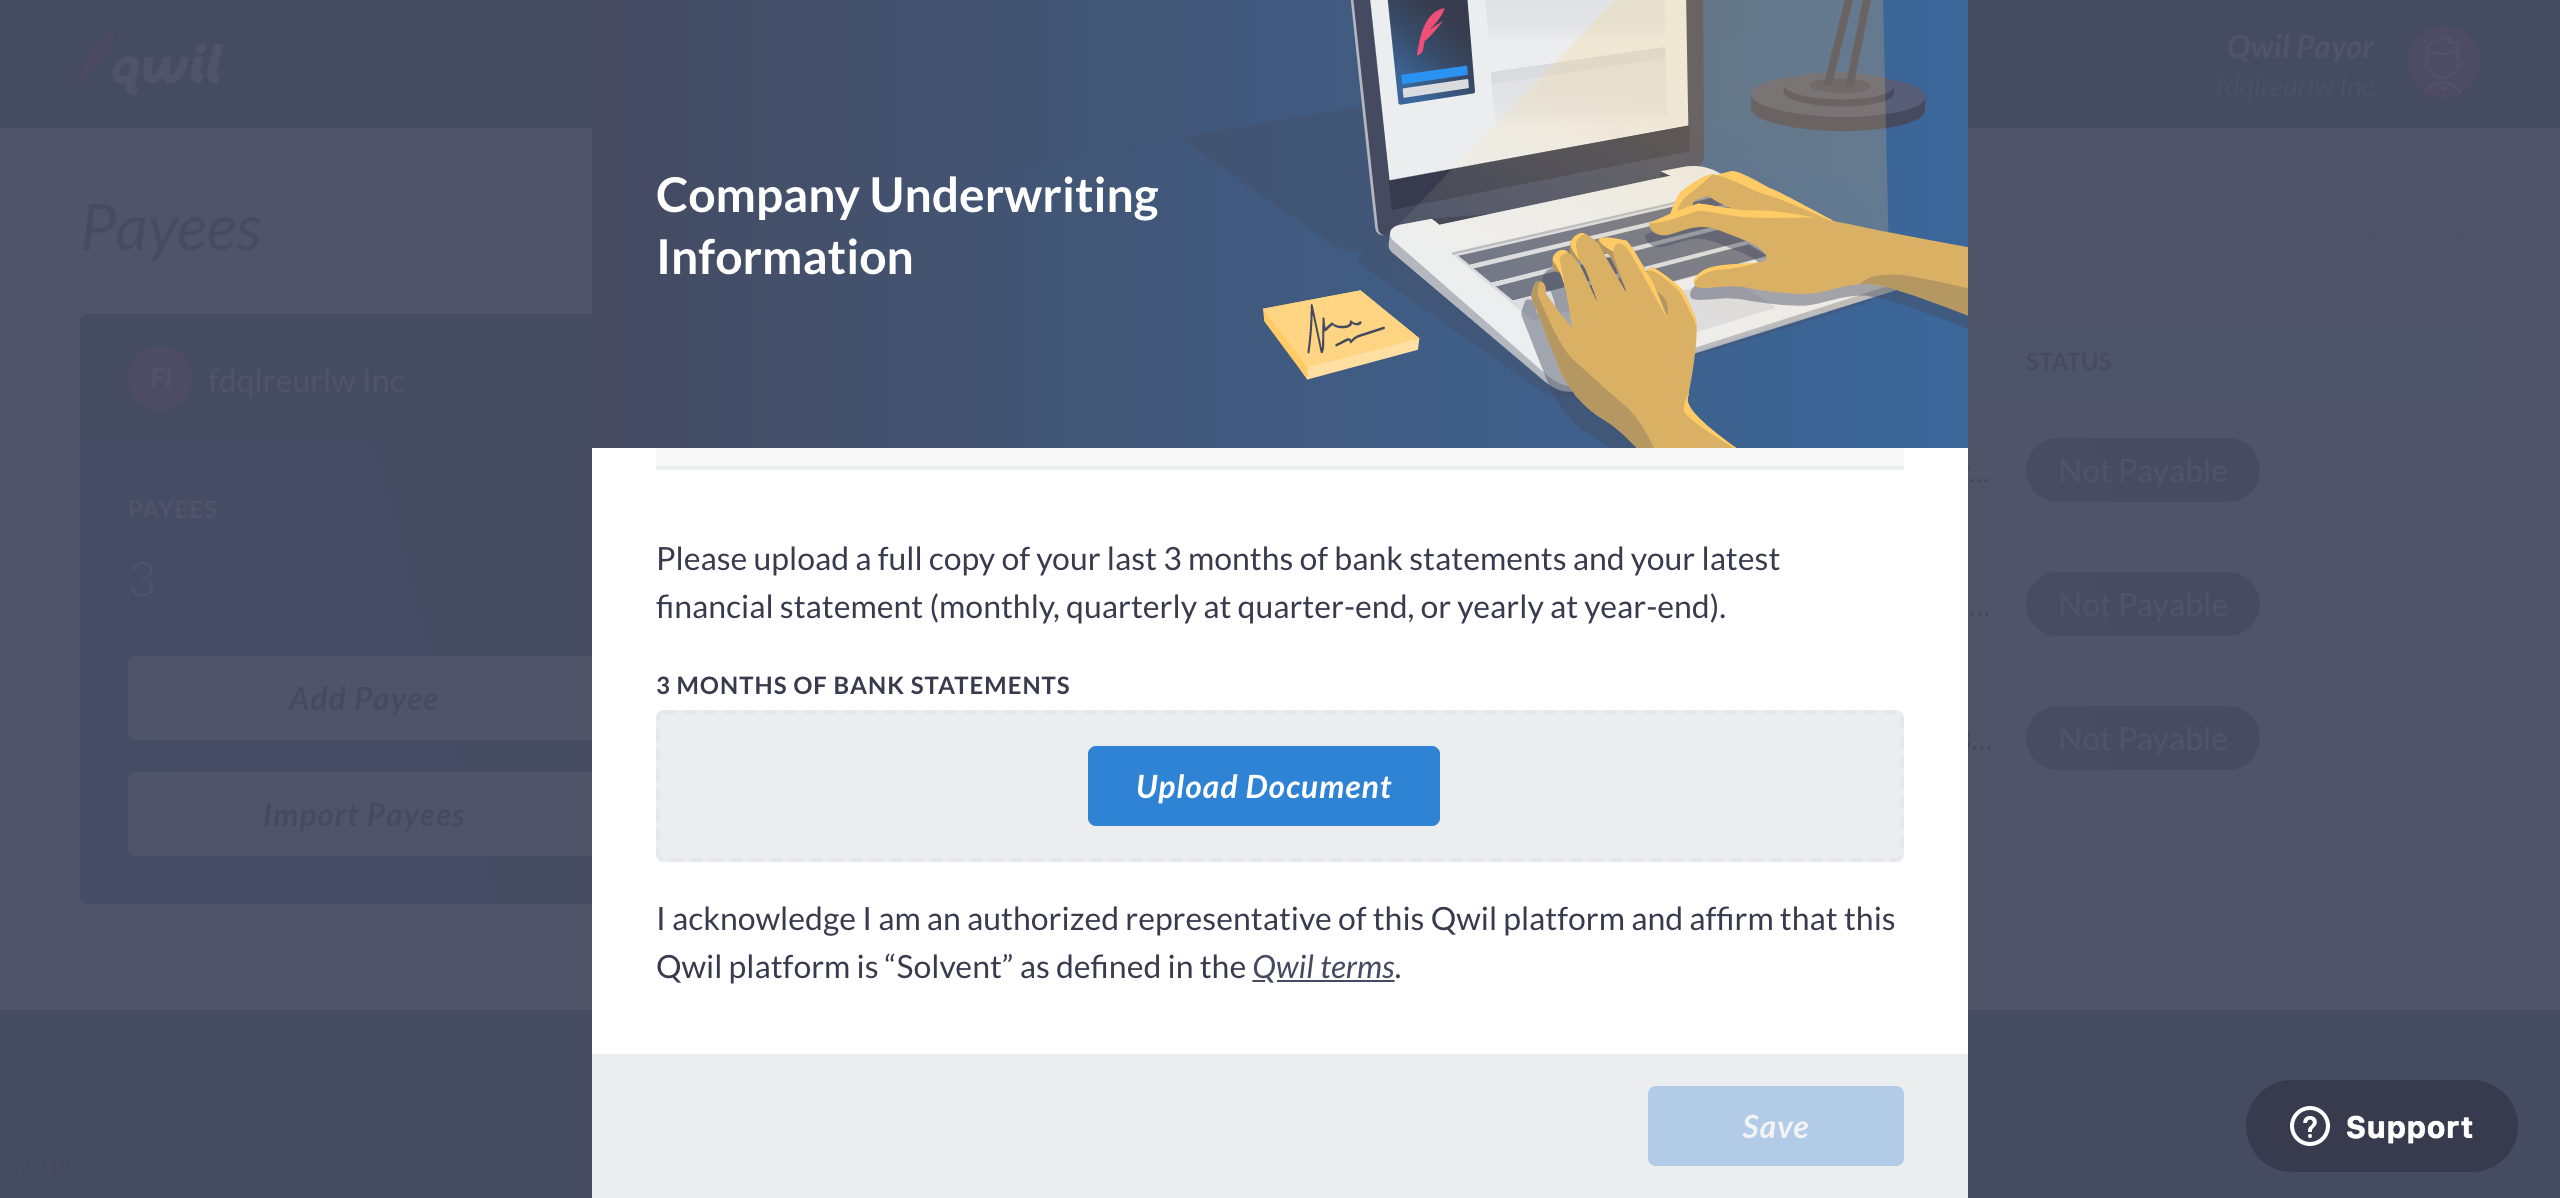 qwil
Qwil Payor
fdqlreurlw Inc
Payees
FI
fdqlreurlw Inc
PAYEES
3
Add Payee
Import Payees
Company Underwriting
Information
Please upload a full copy of your last 3 months of bank statements and your latest
financial statement (monthly, quarterly at quarter-end, or yearly at year-end).
3 MONTHS OF BANK STATEMENTS
Upload Document
I acknowledge I am an authorized representative of this Qwil platform and affirm that this
Qwil platform is “Solvent” as defined in the Qwil terms.
Save
STATUS
Not Payable
Not Payable
Not Payable
Support
2.218.0